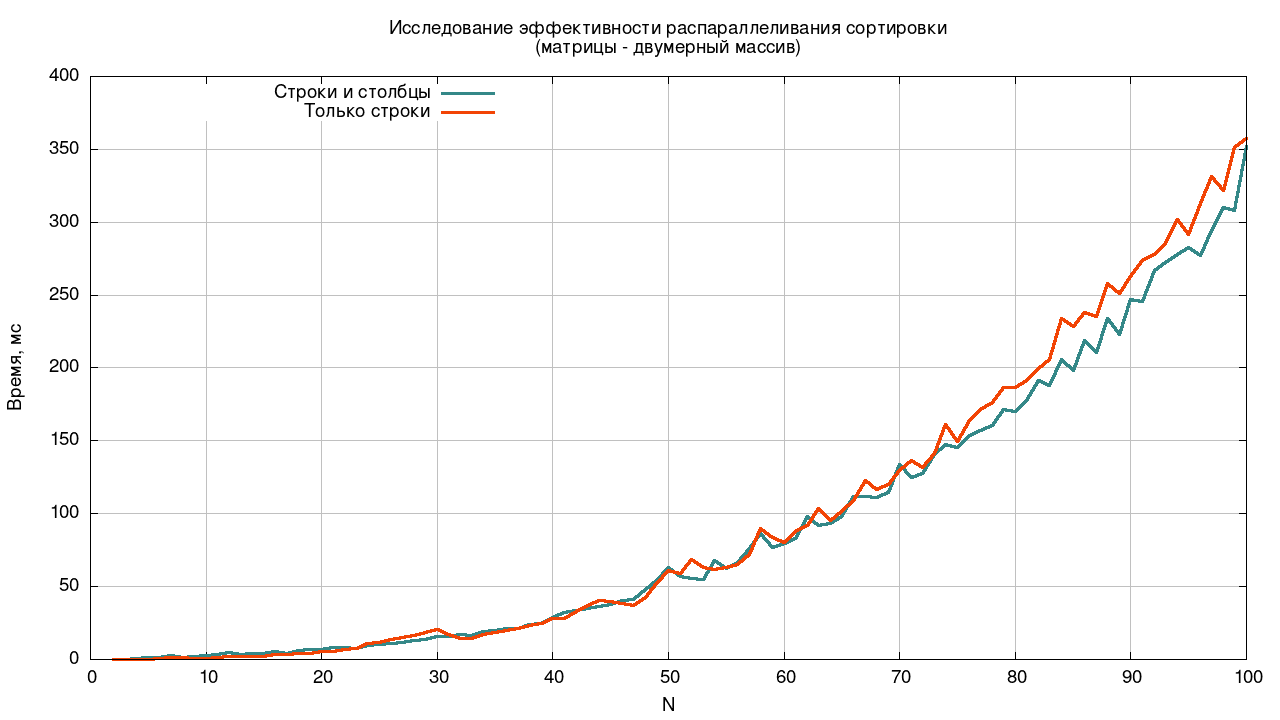 Исследование эффективности распараллеливания сортировки
(матрицы - двумерный массив)
400
350
300
250
200
150
100
50
0
Время, мс
Строки и столбцы
Только строки
0 10 20 30 40 50 60 70 80 90 100
N